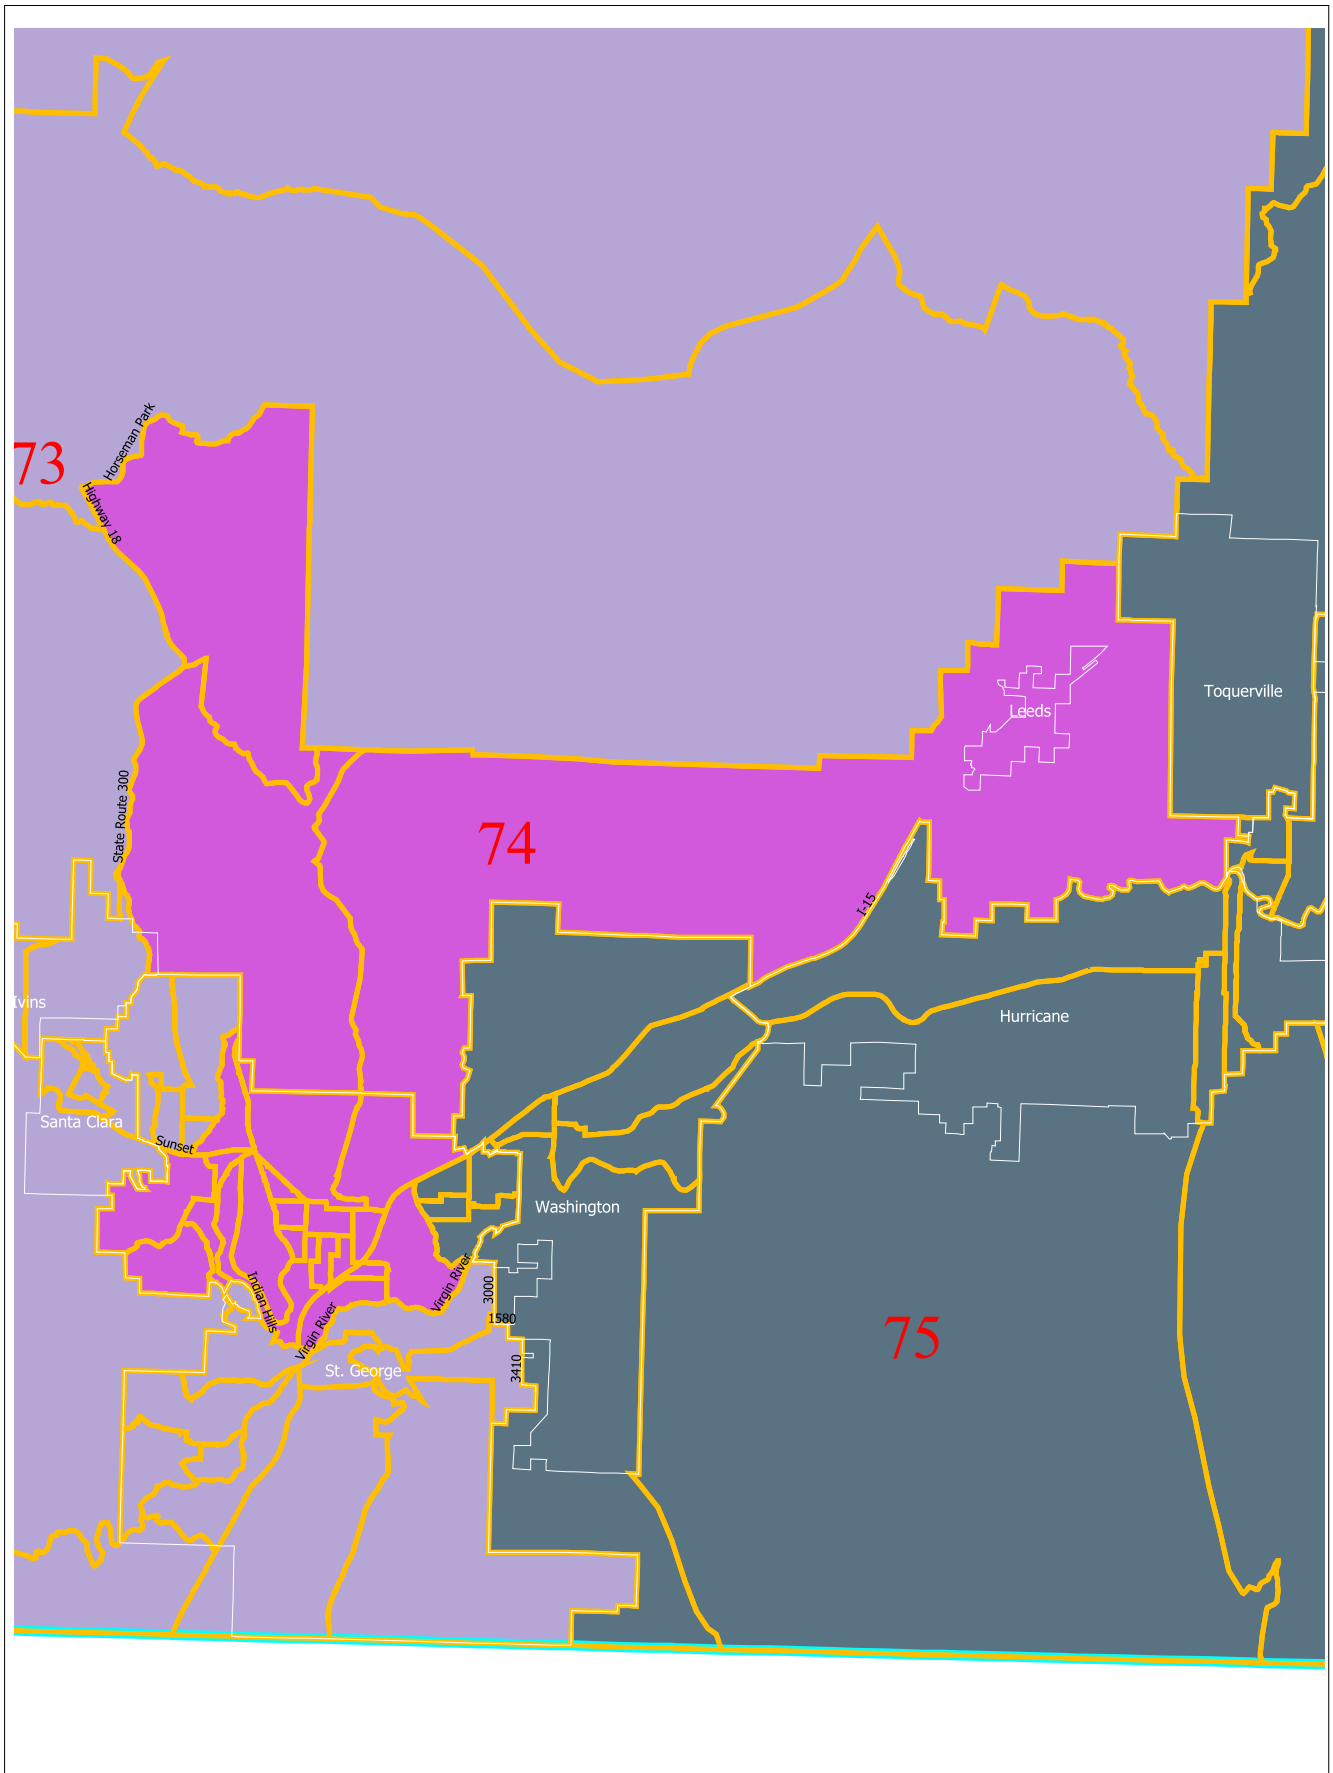 Horseman Park
73
Highway 18
Toquerville
Leeds
State Route 300
74
I-15
Ivins
Hurricane
Santa Clara
Sunset
Washington
Virgin River
Indian Hills
3000
Virgin River
1580
75
3410
St. George